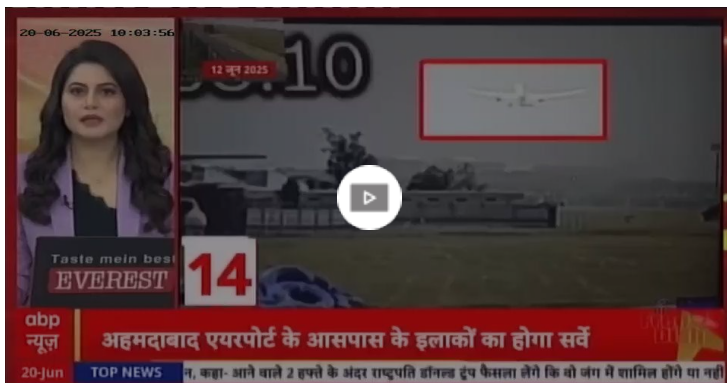 20-06-2025 10:03:56
.10
12 जून 2025
Taste mein best
EVEREST
14
abp
न्यूज़
अहमदाबाद एयरपोर्ट के आसपास के इलाकों का होगा सर्वे
20-Jun
TOP NEWS
न, कहा- आने वाले 2 हफ्ते के अंदर राष्ट्रपति डॉनल्ड ट्रंप फैसला लेंगे कि वो जंग में शामिल होंगे या नहीं